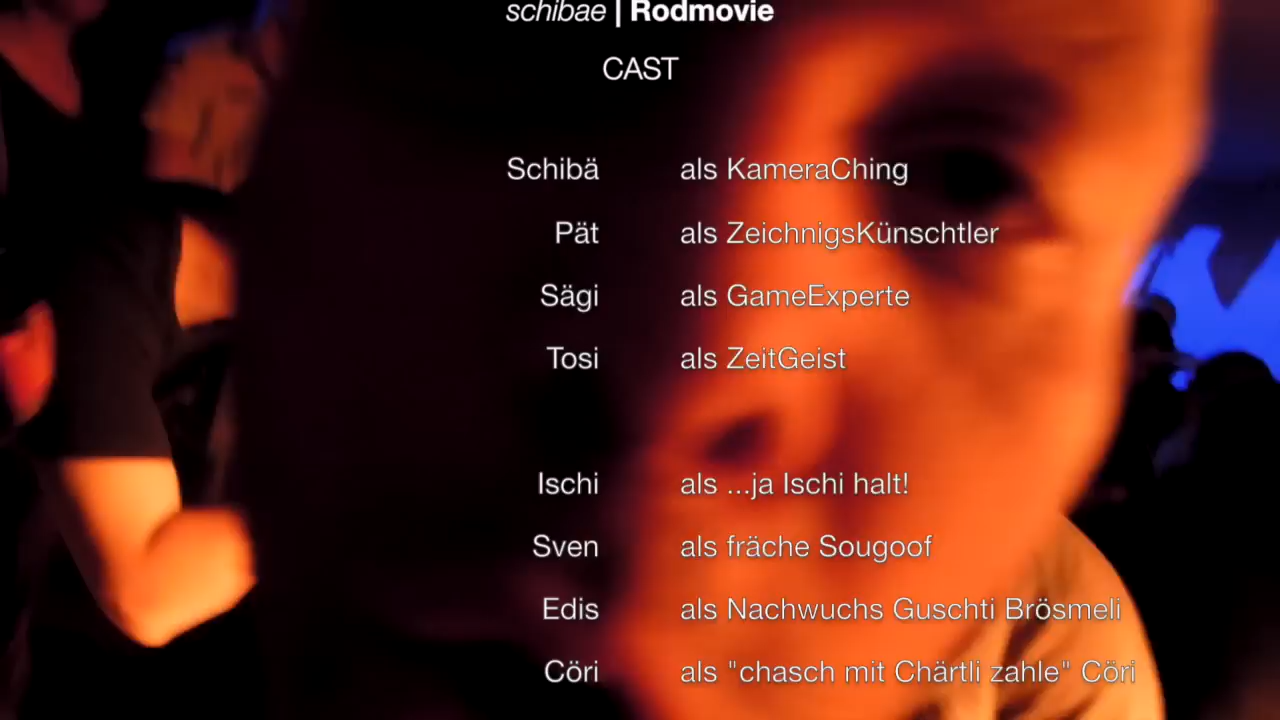 schibae | Rodmovie
CAST
Schibä als KameraChing
Pät als ZeichnigsKünschtler
Sägi als GameExperte
Tosi als ZeitGeist
Ischi als ...ja Ischi halt!
Sven als fräche Sougoof
Edis als Nachwuchs Guschti Brösmeli
Cöri als "chasch mit Chärtli zahle" Cöri